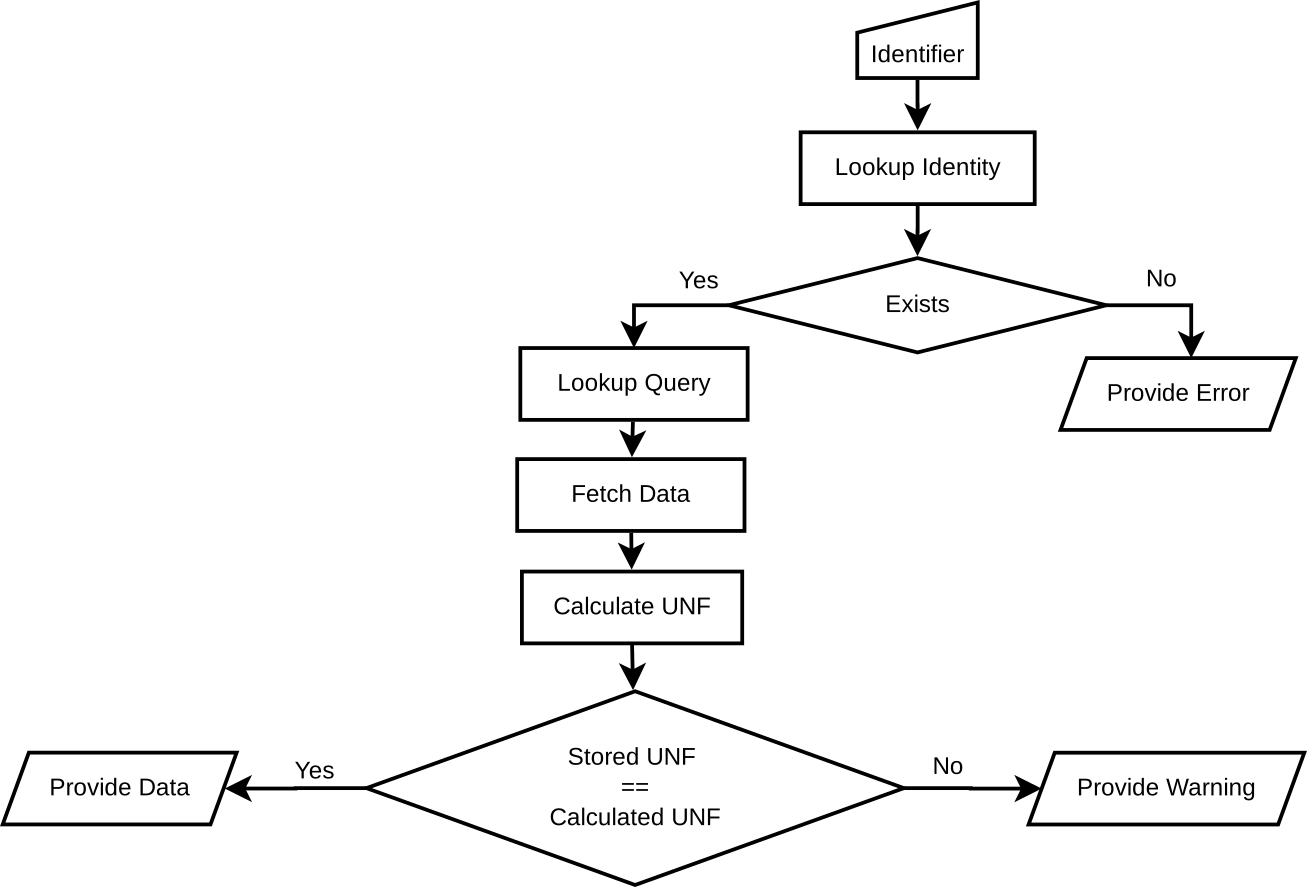 Identifier
Lookup Identity
Exists
Yes
No
Lookup Query
Provide Error
Fetch Data
Calculate UNF
Stored UNF
==
Calculated UNF
Yes
No
Provide Data
Provide Warning